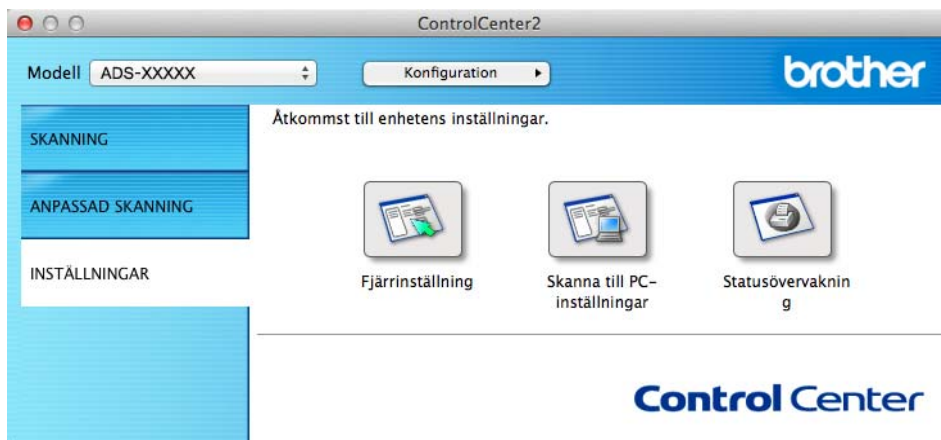 ControlCenter2
Modell ADS-XXXXX Konfiguration brother
SKANNING
ANPASSAD SKANNING
INSTÄLLNINGAR
Åtkommst till enhetens inställningar.
Fjärrinställning
Skanna till PC-
inställningar
Statusövervaknin
g
Control Center